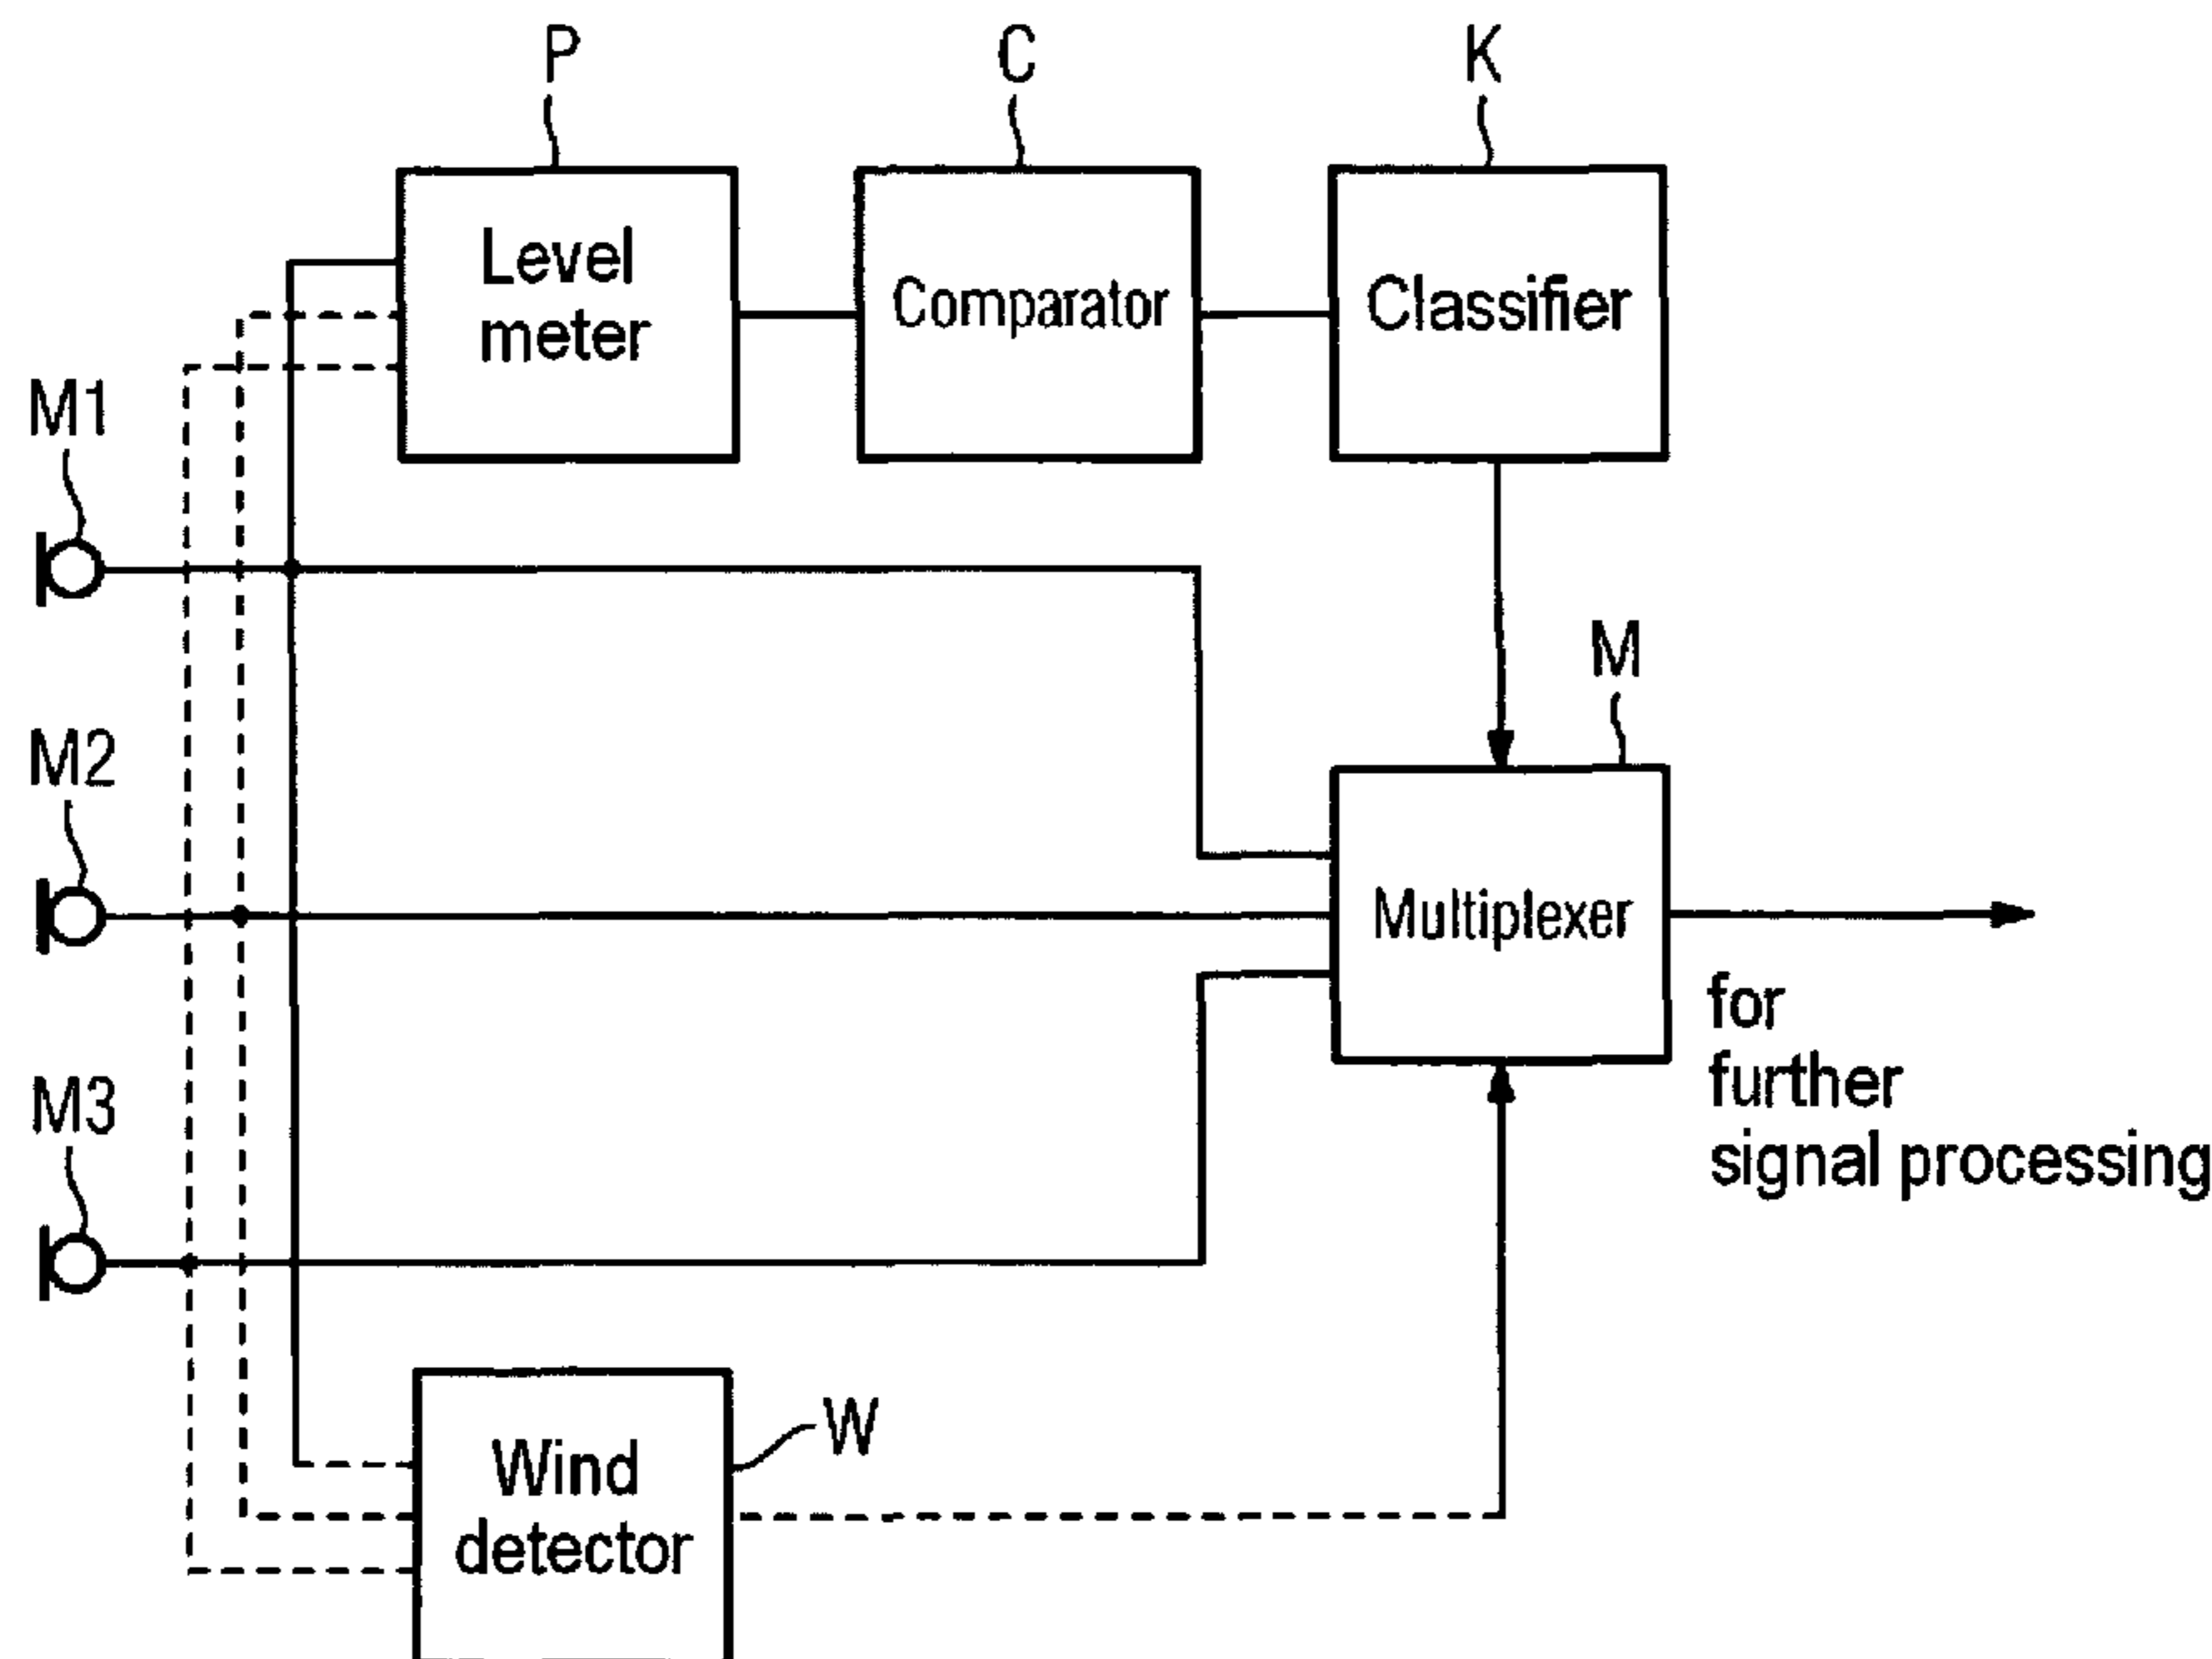 P
C
K
Level
meter
Comparator
Classifier
M1
M
M2
Multiplexer
for
further
signal processing
M3
W
Wind
detector